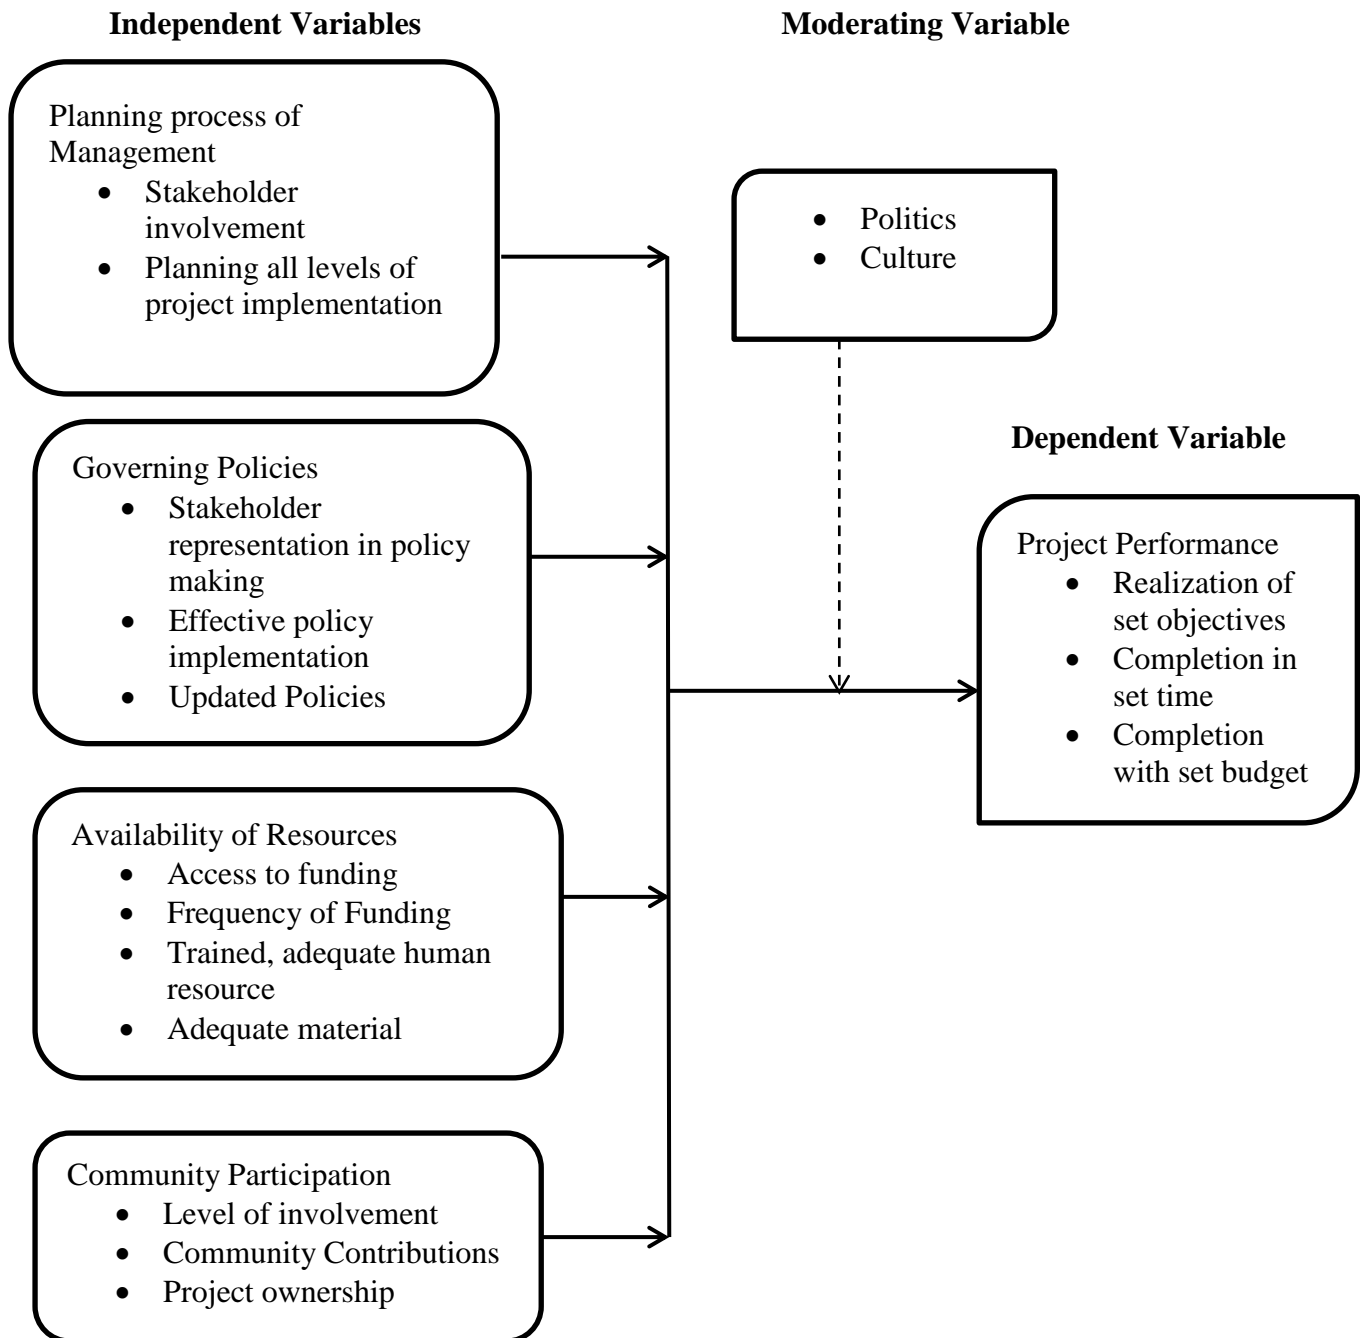 Independent Variables
Moderating Variable
Planning process of
Management
• Stakeholder
involvement
• Planning all levels of
project implementation
• Politics
• Culture
Governing Policies
• Stakeholder
representation in policy
making
• Effective policy
implementation
• Updated Policies
Dependent Variable
Project Performance
• Realization of
set objectives
• Completion in
set time
• Completion
with set budget
Availability of Resources
• Access to funding
• Frequency of Funding
• Trained, adequate human
resource
• Adequate material
Community Participation
• Level of involvement
• Community Contributions
• Project ownership